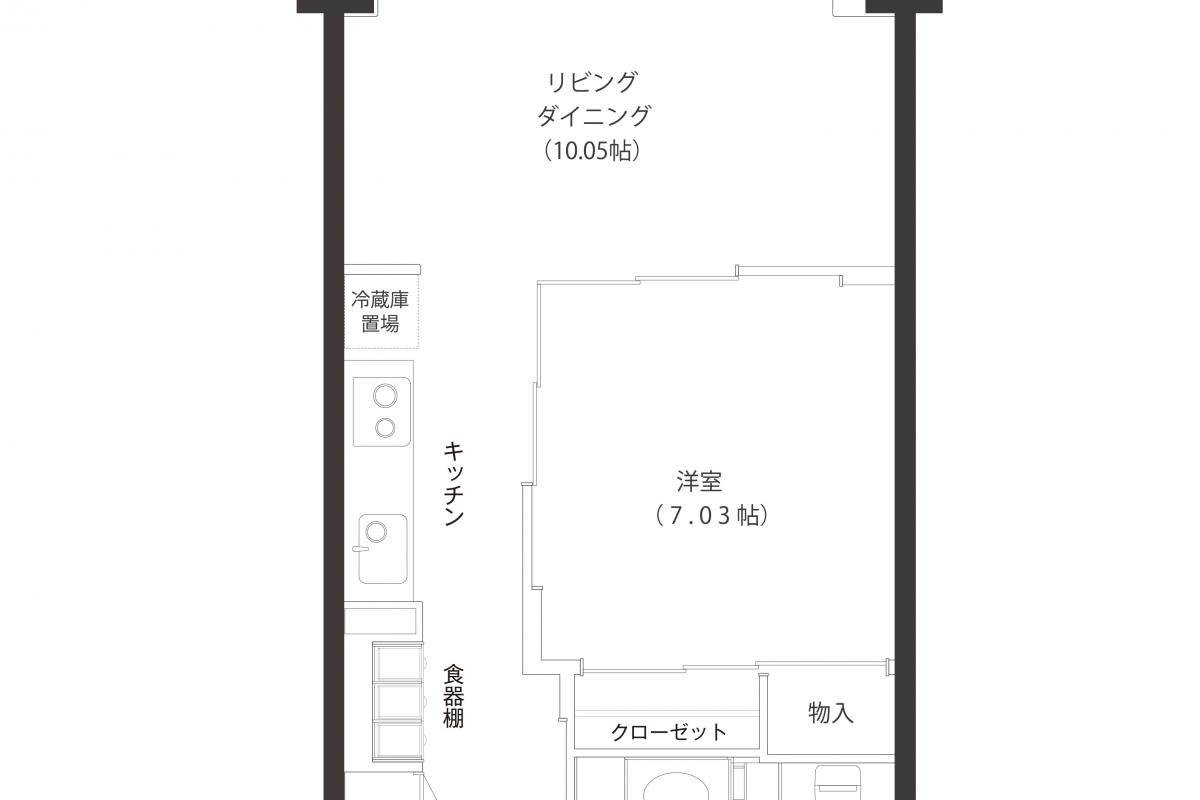 リビング
ダイニング
（10.05帖）
冷蔵庫
置場
キッチン
洋室
（7.03帖）
食器棚
物入
クローゼット